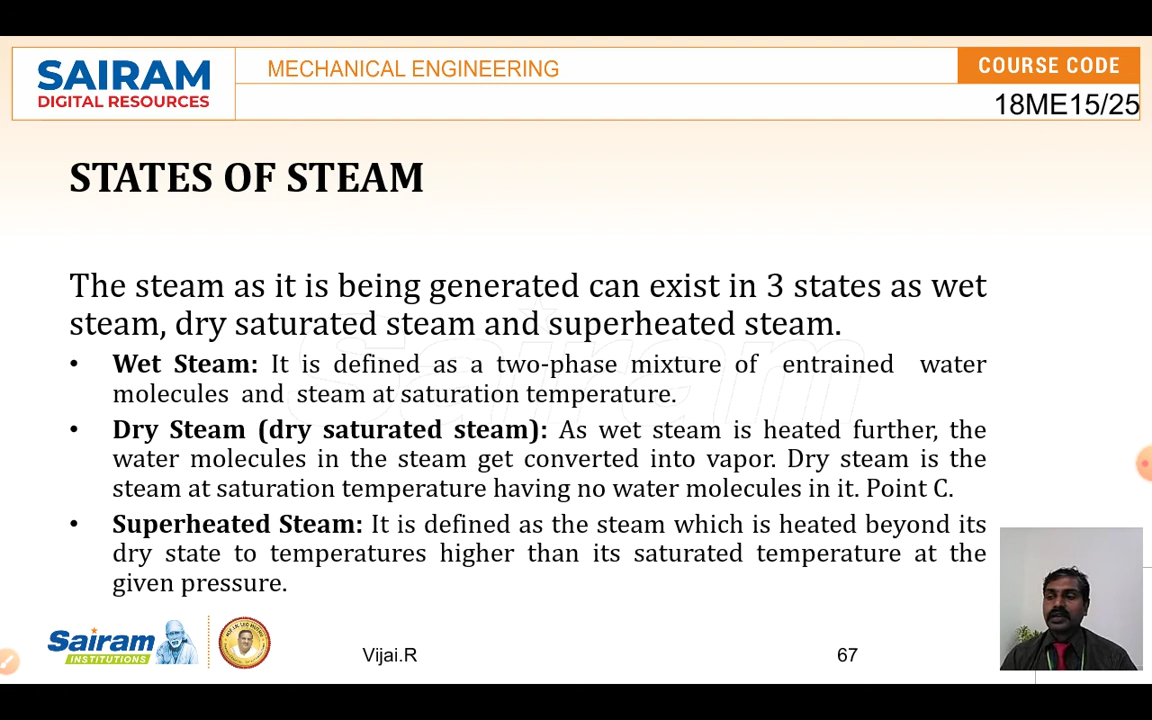 SAIRAM
DIGITAL RESOURCES
MECHANICAL ENGINEERING
COURSE CODE
18ME15/25
STATES OF STEAM
The steam as it is being generated can exist in 3 states as wet
steam, dry saturated steam and superheated steam.
• Wet Steam: It is defined as a two-phase mixture of entrained water
molecules and steam at saturation temperature.
• Dry Steam (dry saturated steam): As wet steam is heated further, the
water molecules in the steam get converted into vapor. Dry steam is the
steam at saturation temperature having no water molecules in it. Point C.
• Superheated Steam: It is defined as the steam which is heated beyond its
dry state to temperatures higher than its saturated temperature at the
given pressure.
Sairam
Sairam
INSTITUTIONS
Vijai.R
67